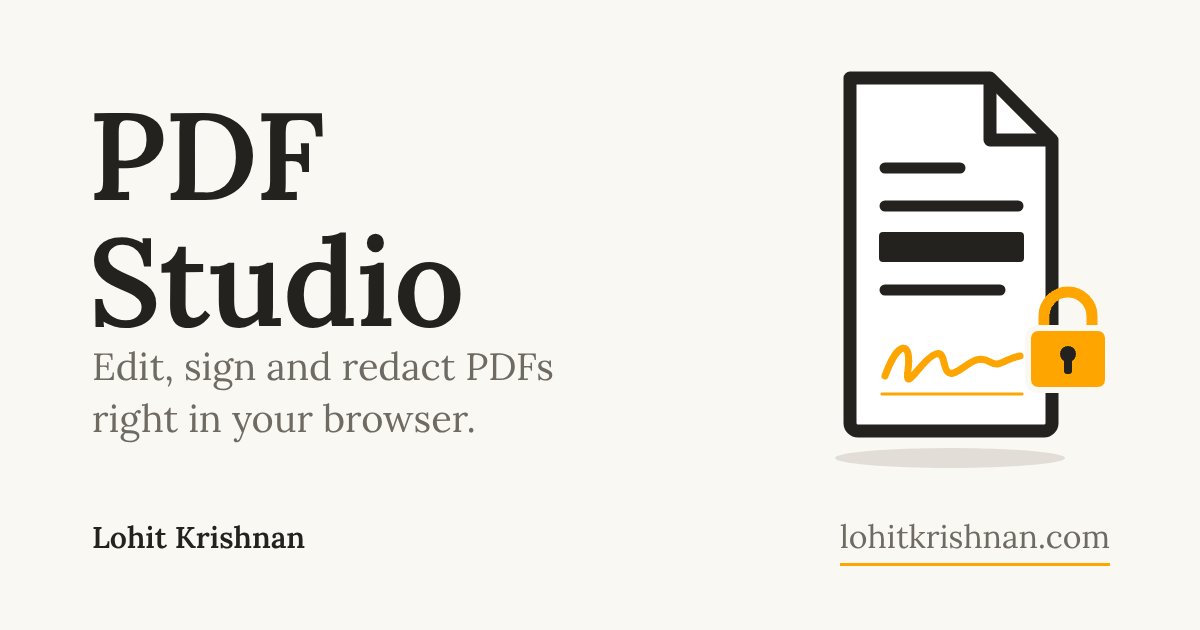 PDF
Studio
Edit, sign and redact PDFs
right in your browser.
Lohit Krishnan
lohitkrishnan.com